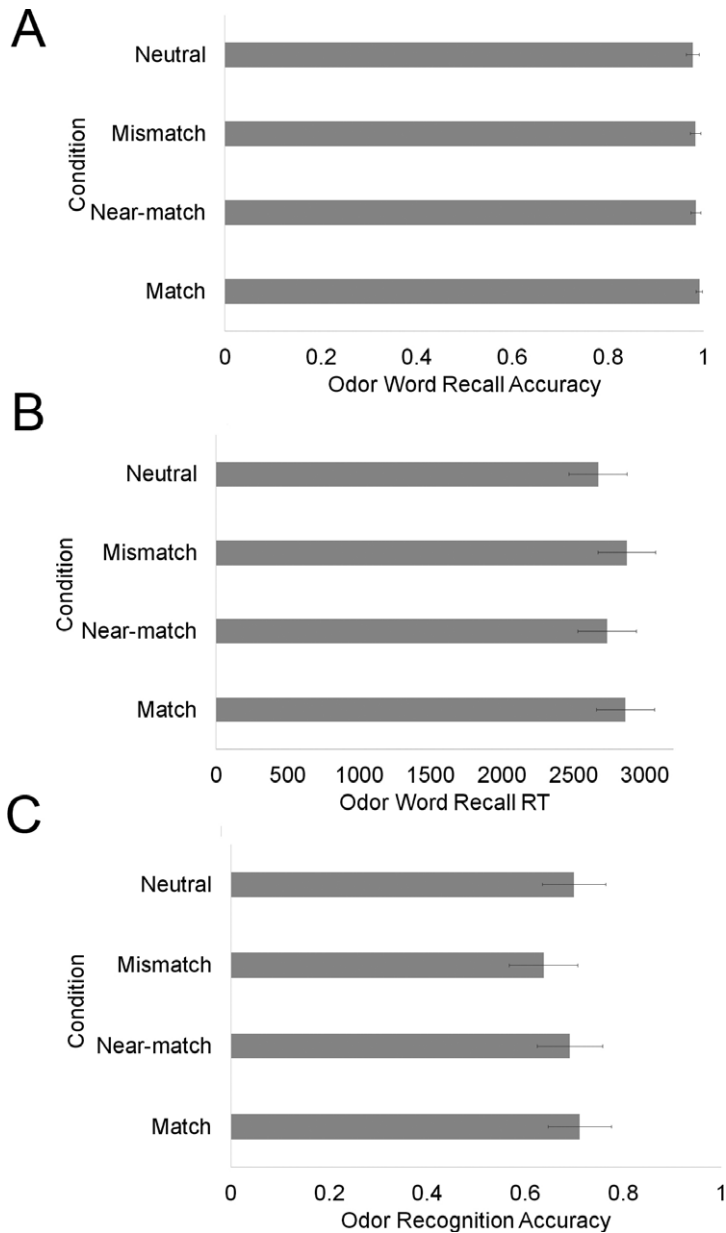 A
Condition
Neutral
Mismatch
Near-match
Match
0 0.2 0.4 0.6 0.8 1
Odor Word Recall Accuracy
B
Condition
Neutral
Mismatch
Near-match
Match
0 500 1000 1500 2000 2500 3000
Odor Word Recall RT
C
Condition
Neutral
Mismatch
Near-match
Match
0 0.2 0.4 0.6 0.8 1
Odor Recognition Accuracy